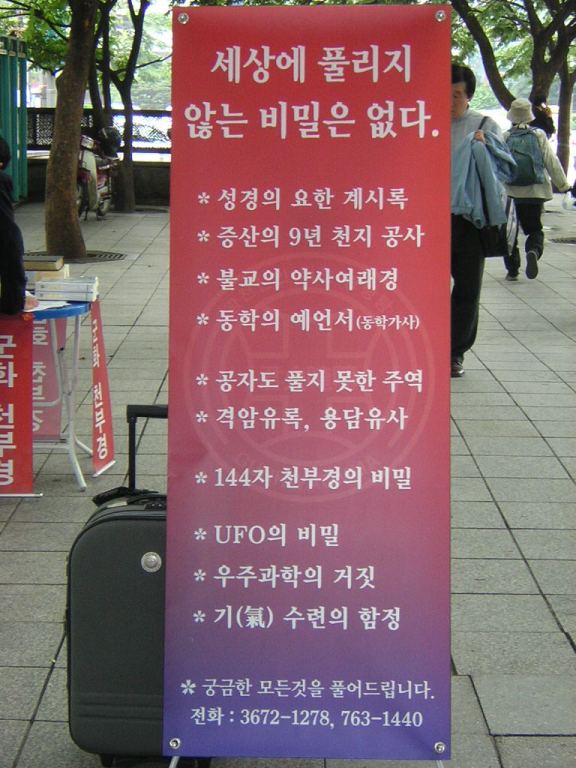 세상에 풀리지
않는 비밀은 없다.
* 성경의 요한 계시록
* 증산의 9년 천지 공사
* 불교의 약사여래경
* 동학의 예언서(동학가사)
* 공자도 풀지 못한 주역
* 격암유록, 용담유사
* 144자 천부경의 비밀
* UFO의 비밀
* 우주과학의 거짓
* 기(氣) 수련의 함정
* 궁금한 모든것을 풀어드립니다.
전화 : 3672-1278, 763-1440
천부경